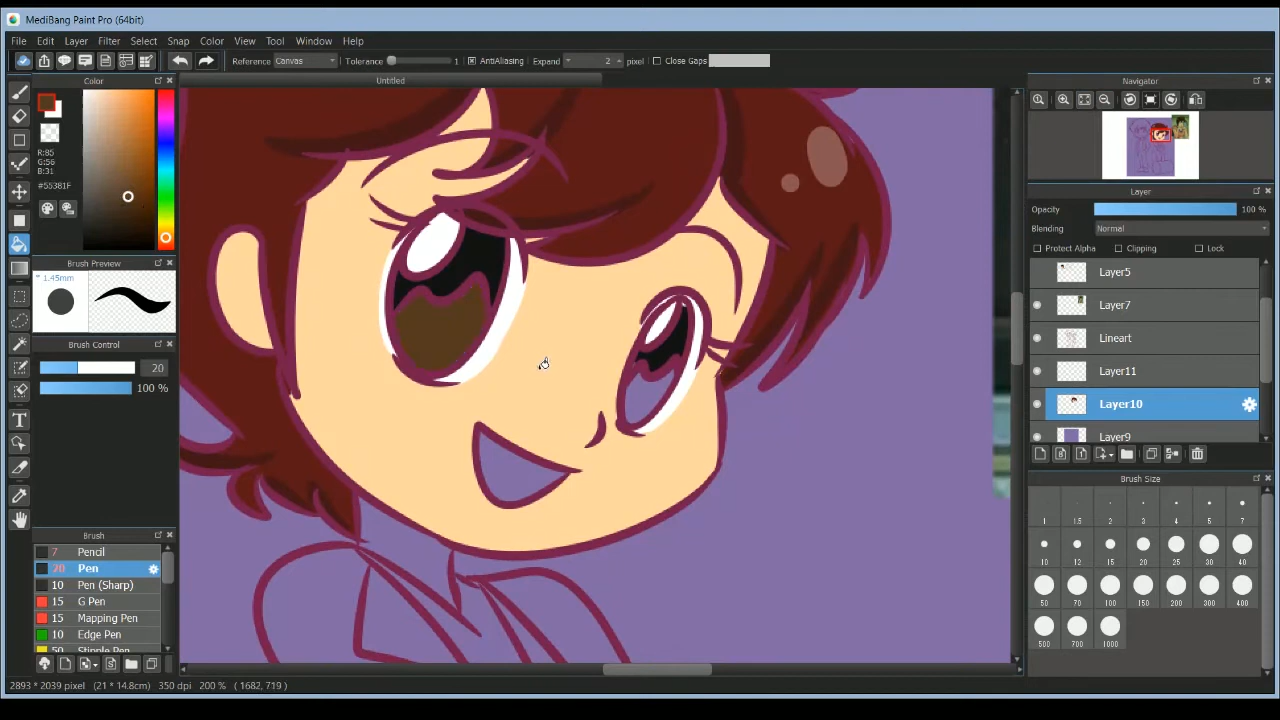 MediBang Paint Pro (64bit)
File Edit Layer Filter Select Snap Color View Tool Window Help
Reference Canvas Tolerance 1 AntiAliasing Expand 2 pixel Close Gaps
Color
Untitled
Navigator
R:85
G:56
B:31
#55381F
Layer
Opacity 100 %
Blending Normal
Protect Alpha Clipping Lock
Brush Preview
1.45mm
Layer5
Layer7
Lineart
Layer11
Layer10
Layer9
Brush Control
20
100 %
Brush Size
1 1.5 2 3 4 5 7
10 12 15 20 25 30 40
50 70 100 150 200 300 400
500 700 1000
Brush
7 Pencil
20 Pen
10 Pen (Sharp)
15 G Pen
15 Mapping Pen
10 Edge Pen
50 Stipple Pen
2893 * 2039 pixel (21 * 14.8cm) 350 dpi 200 % ( 1682, 719 )